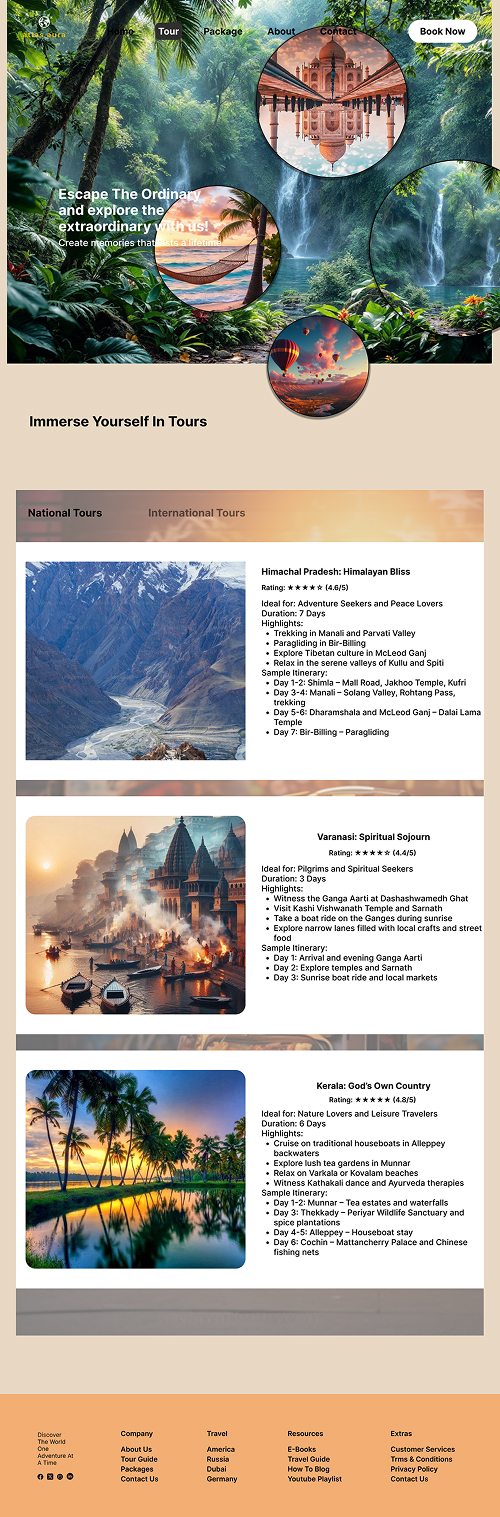 atlas aura
Home
Tour
Package
About
Contact
Book Now
Escape The Ordinary
and explore the
extraordinary with us!
Create memories that lasts a lifetime
Immerse Yourself In Tours
National Tours
International Tours
Himachal Pradesh: Himalayan Bliss
Rating: ★★★★☆ (4.6/5)
Ideal for: Adventure Seekers and Peace Lovers
Duration: 7 Days
Highlights:
• Trekking in Manali and Parvati Valley
• Paragliding in Bir-Billing
• Explore Tibetan culture in McLeod Ganj
• Relax in the serene valleys of Kullu and Spiti
Sample Itinerary:
• Day 1-2: Shimla – Mall Road, Jakhoo Temple, Kufri
• Day 3-4: Manali – Solang Valley, Rohtang Pass,
trekking
• Day 5-6: Dharamshala and McLeod Ganj – Dalai Lama
Temple
• Day 7: Bir-Billing – Paragliding
Varanasi: Spiritual Sojourn
Rating: ★★★★☆ (4.4/5)
Ideal for: Pilgrims and Spiritual Seekers
Duration: 3 Days
Highlights:
• Witness the Ganga Aarti at Dashashwamedh Ghat
• Visit Kashi Vishwanath Temple and Sarnath
• Take a boat ride on the Ganges during sunrise
• Explore narrow lanes filled with local crafts and street
food
Sample Itinerary:
• Day 1: Arrival and evening Ganga Aarti
• Day 2: Explore temples and Sarnath
• Day 3: Sunrise boat ride and local markets
Kerala: God's Own Country
Rating: ★★★★★ (4.8/5)
Ideal for: Nature Lovers and Leisure Travelers
Duration: 6 Days
Highlights:
• Cruise on traditional houseboats in Alleppey
backwaters
• Explore lush tea gardens in Munnar
• Relax on Varkala or Kovalam beaches
• Witness Kathakali dance and Ayurveda therapies
Sample Itinerary:
• Day 1-2: Munnar – Tea estates and waterfalls
• Day 3: Thekkady – Periyar Wildlife Sanctuary and
spice plantations
• Day 4-5: Alleppey – Houseboat stay
• Day 6: Cochin – Mattancherry Palace and Chinese
fishing nets
Discover
The World
One
Adventure At
A Time
Company
About Us
Tour Guide
Packages
Contact Us
Travel
America
Russia
Dubai
Germany
Resources
E-Books
Travel Guide
How To Blog
Youtube Playlist
Extras
Customer Services
Trms & Conditions
Privacy Policy
Contact Us